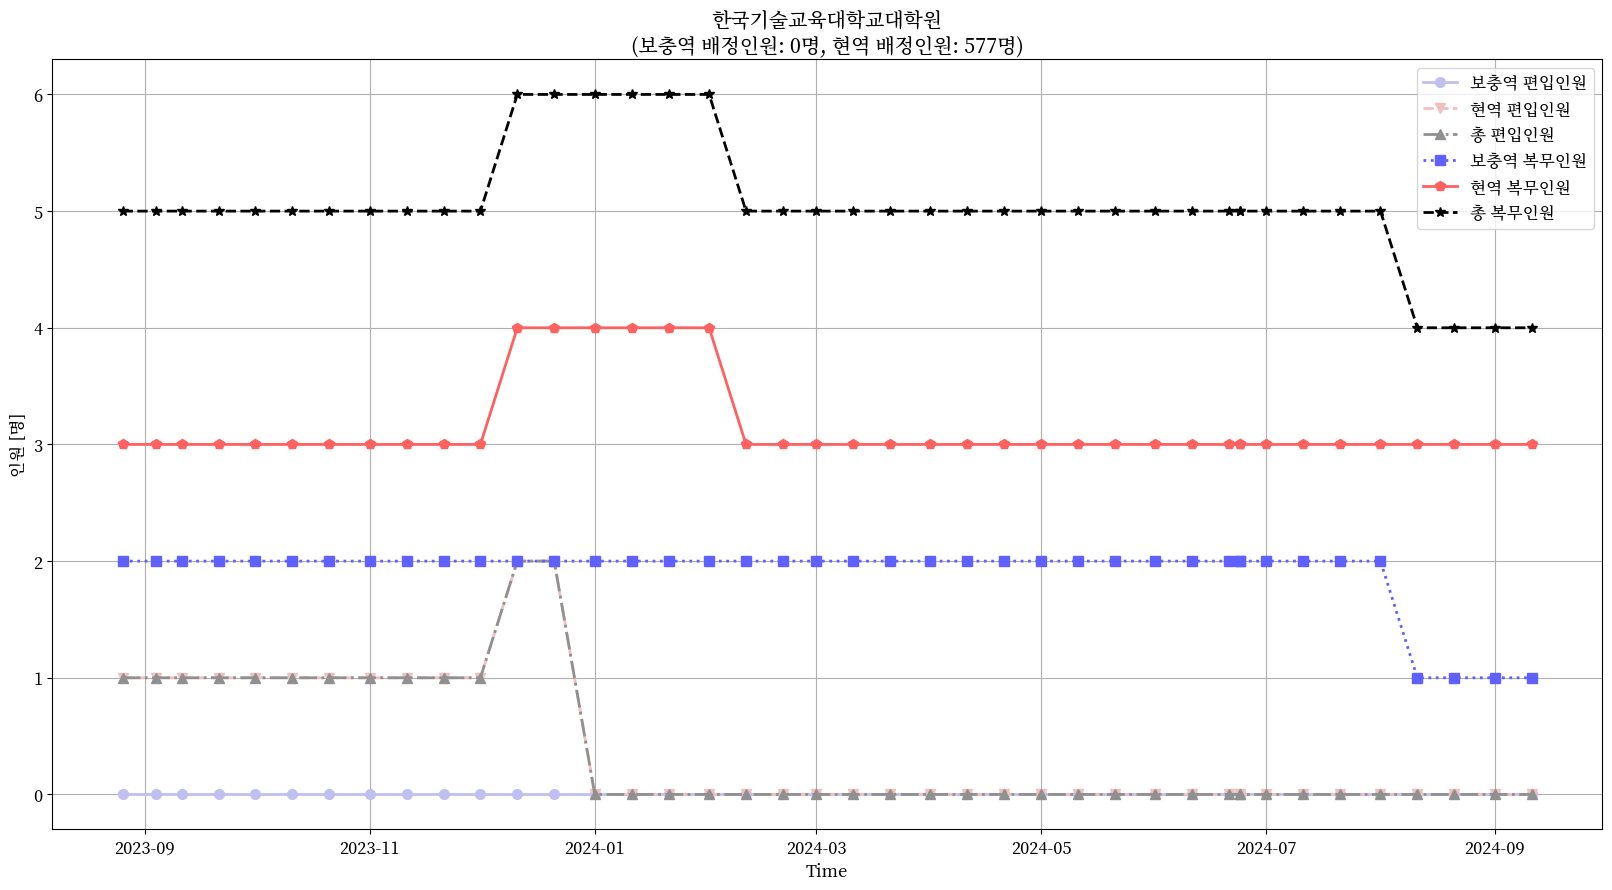 한국기술교육대학교대학원
(보충역 배정인원: 0명, 현역 배정인원: 577명)
보충역 편입인원
현역 편입인원
총 편입인원
보충역 복무인원
현역 복무인원
총 복무인원
인원 [명]
6
5
4
3
2
1
0
2023-09
2023-11
2024-01
2024-03
2024-05
2024-07
2024-09
Time